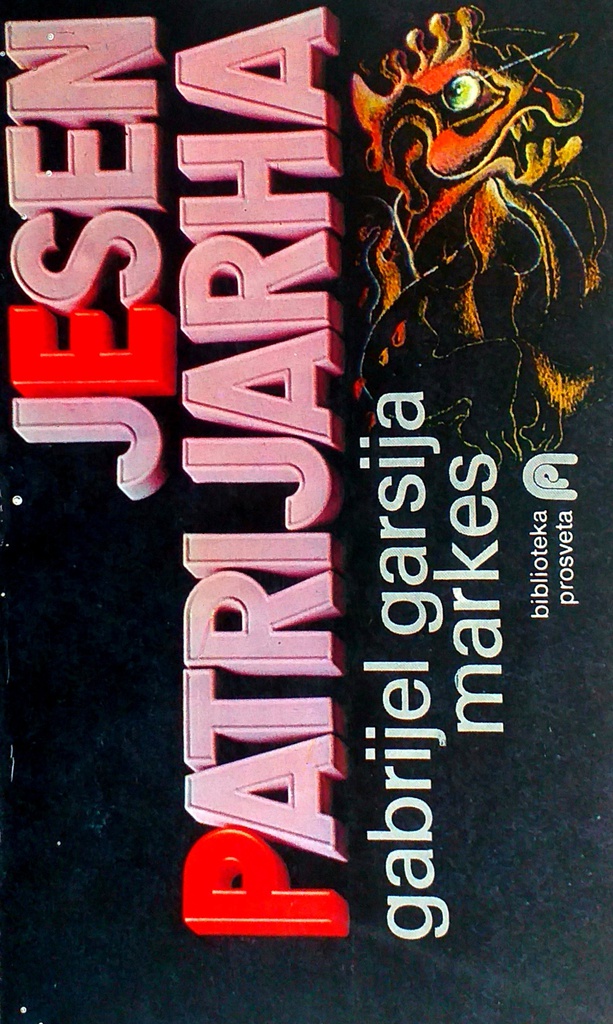 JESEN
PATRIJARHA
gabrijel garsija
markes
biblioteka
prosveta